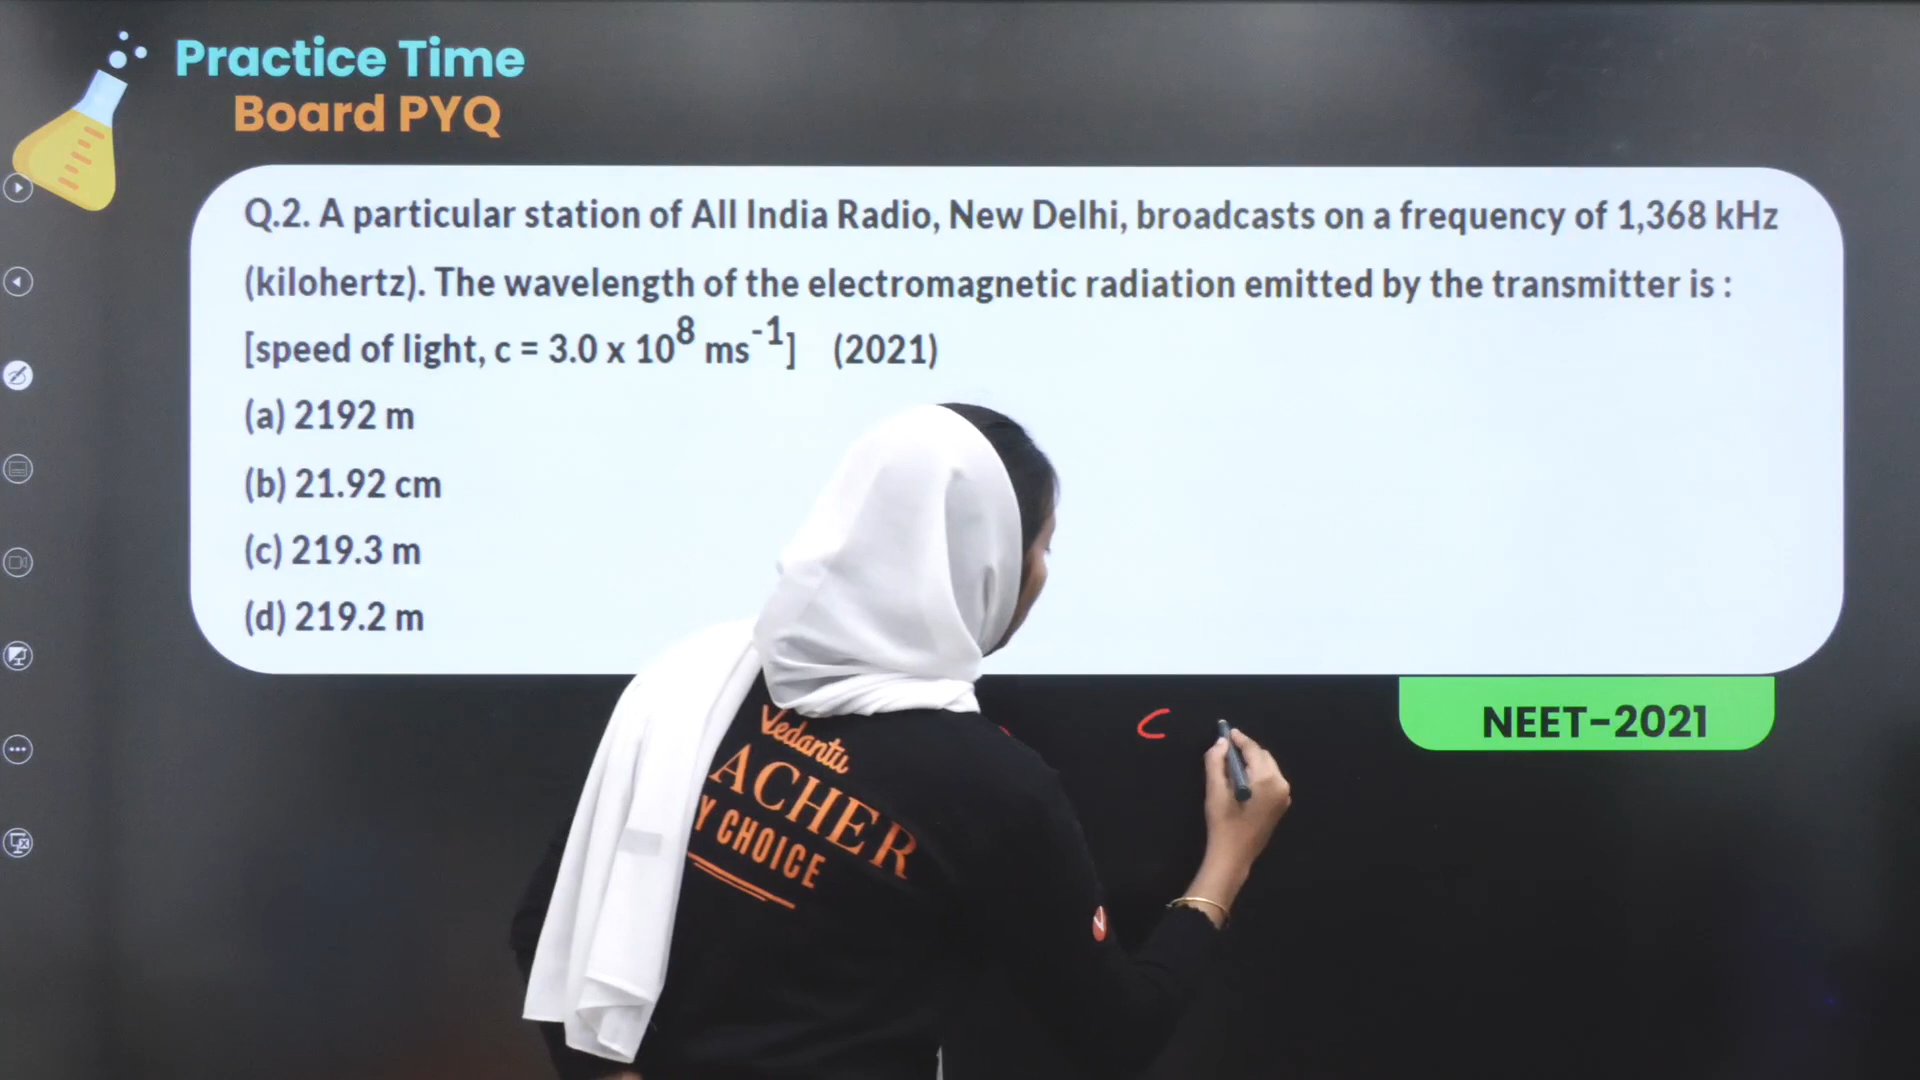 Practice Time
Board PYQ
Q.2. A particular station of All India Radio, New Delhi, broadcasts on a frequency of 1,368 kHz
(kilohertz). The wavelength of the electromagnetic radiation emitted by the transmitter is :
[speed of light, c = 3.0 x 10⁸ ms⁻¹] (2021)
(a) 2192 m
(b) 21.92 cm
(c) 219.3 m
(d) 219.2 m
C
NEET-2021
Vedantu
ACHER
Y CHOICE